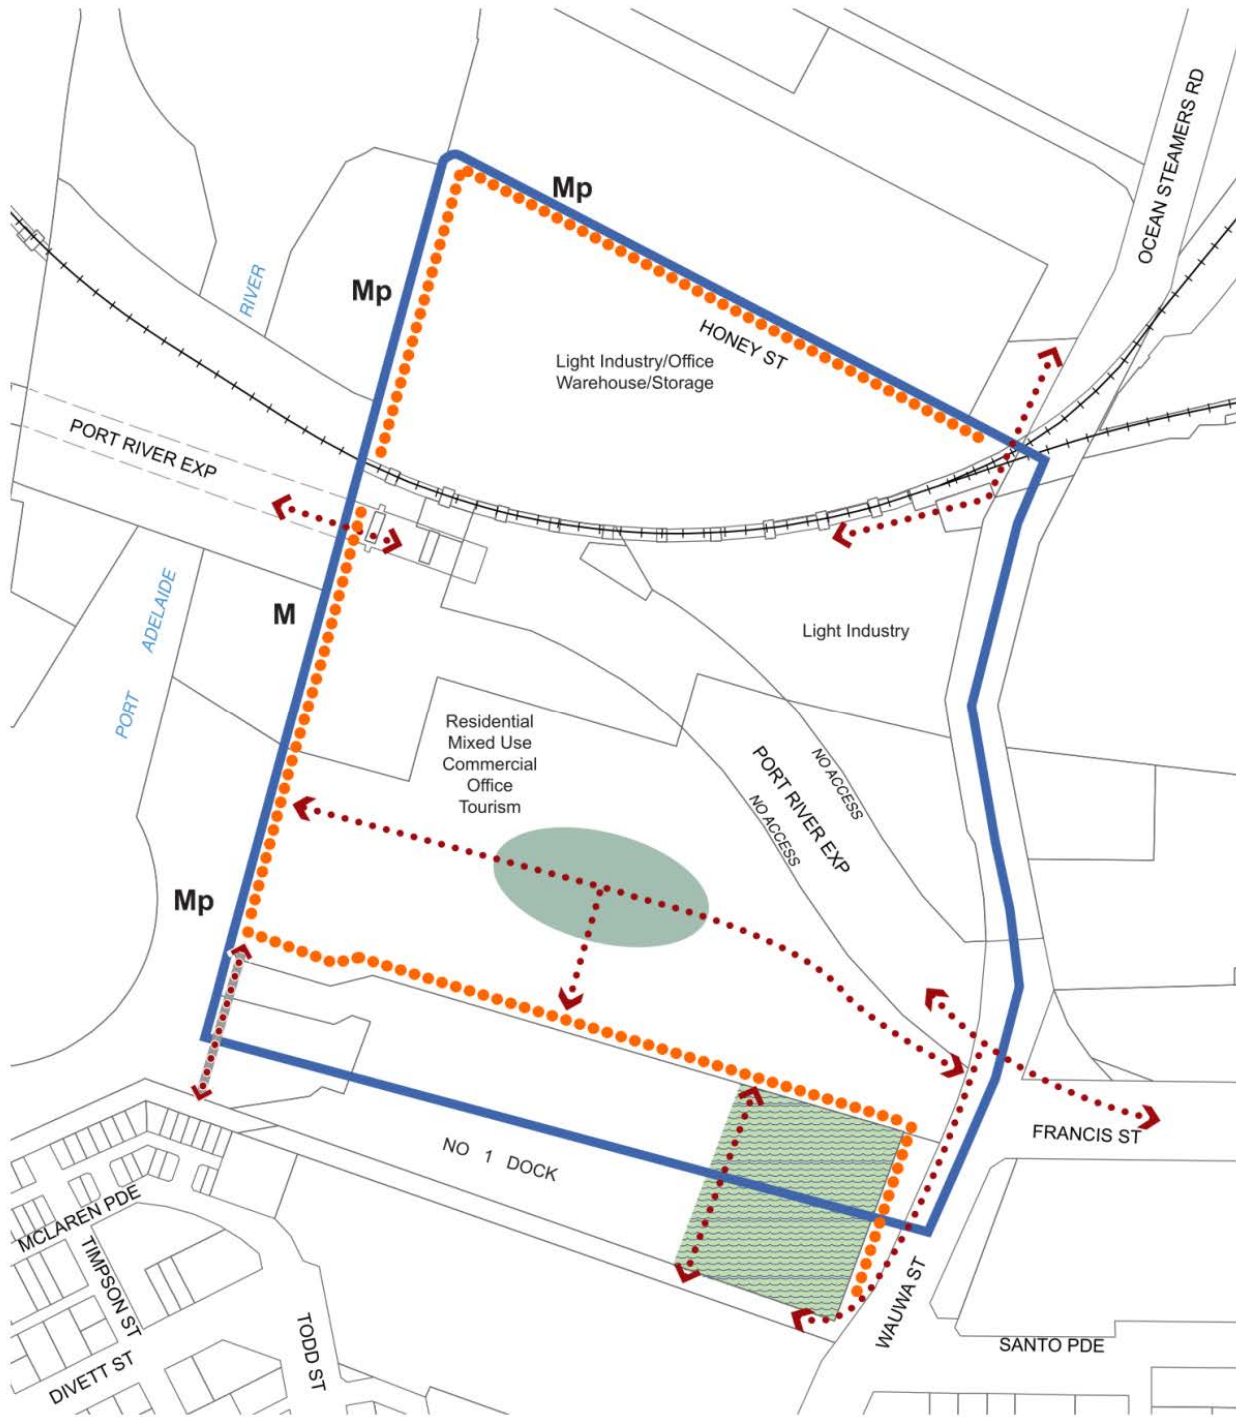 OCEAN STEAMERS RD
Mp
Mp
RIVER
HONEY ST
Light Industry/Office
Warehouse/Storage
PORT RIVER EXP
M
ADELAIDE
PORT
Light Industry
Residential
Mixed Use
Commercial
Office
Tourism
NO ACCESS
PORT RIVER EXP
NO ACCESS
Mp
FRANCIS ST
NO 1 DOCK
MCLAREN PDE
TIMPSON ST
DIVETT ST
TODD ST
WAUWA ST
SANTO PDE